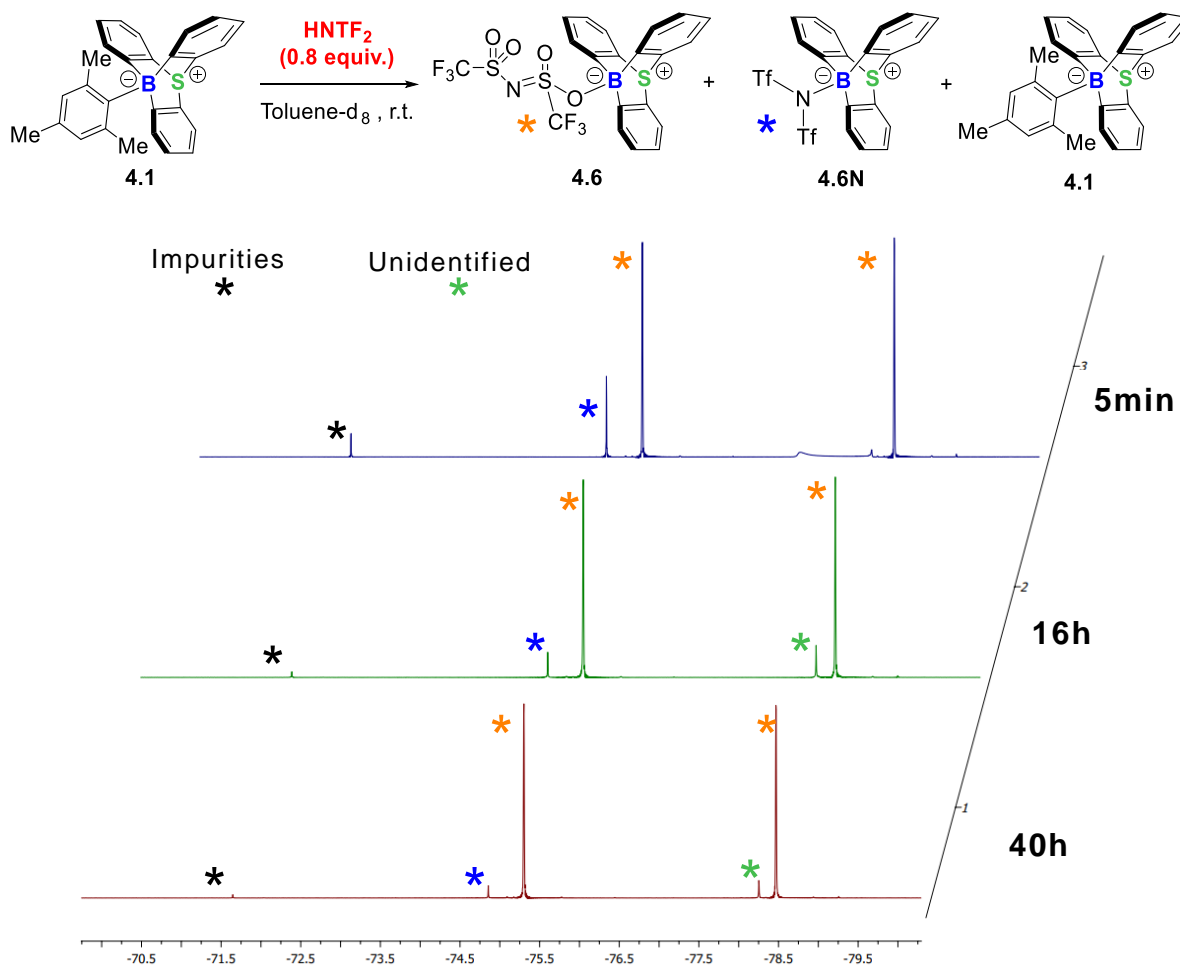 HNTF2
(0.8 equiv.)
Toluene-d8 , r.t.
Me
Me
Me
B
−
S
+
4.1
O
O
F3C
S
N
O
S
CF3
O
−
B
S
+
4.6
+
Tf
N
Tf
−
B
S
+
4.6N
+
Me
Me
Me
−
B
S
+
4.1
Impurities
*
Unidentified
*
*
*
*
*
3
5min
*
*
*
*
*
2
16h
*
*
*
*
*
1
40h
-70.5 -71.5 -72.5 -73.5 -74.5 -75.5 -76.5 -77.5 -78.5 -79.5